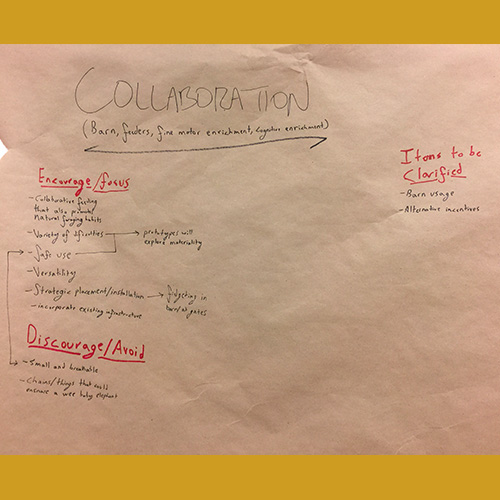 COLLABORATION
(Barn, feeders, fine motor enrichment, cognitive enrichment)
Encourage/focus
- Collaborative feeding
that also promotes
natural foraging habits
- Variety of dificulties
prototypes will
explore materiality
- Safe use
- Versatility
- Strategic placement/installation
fidgeting in
barn/at gates
- incorporate existing infrastructure
Discourage/Avoid
- Small and breakable
- Chains/things that could
ensnare a wee baby elephant
Items to be
Clarified
- Barn usage
- Alternative incentives